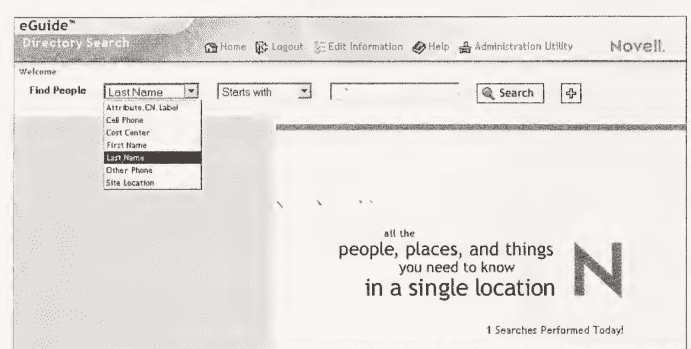 eGuide™
Directory Search
Home Logout Edit Information Help Administration Utility Novell.
Welcome
Find People Last Name Starts with Search
Attribute.CN.Label
Cell Phone
Cost Center
First Name
Last Name
Other Phone
Site Location
all the
people, places, and things
you need to know
in a single location
N
1 Searches Performed Today!